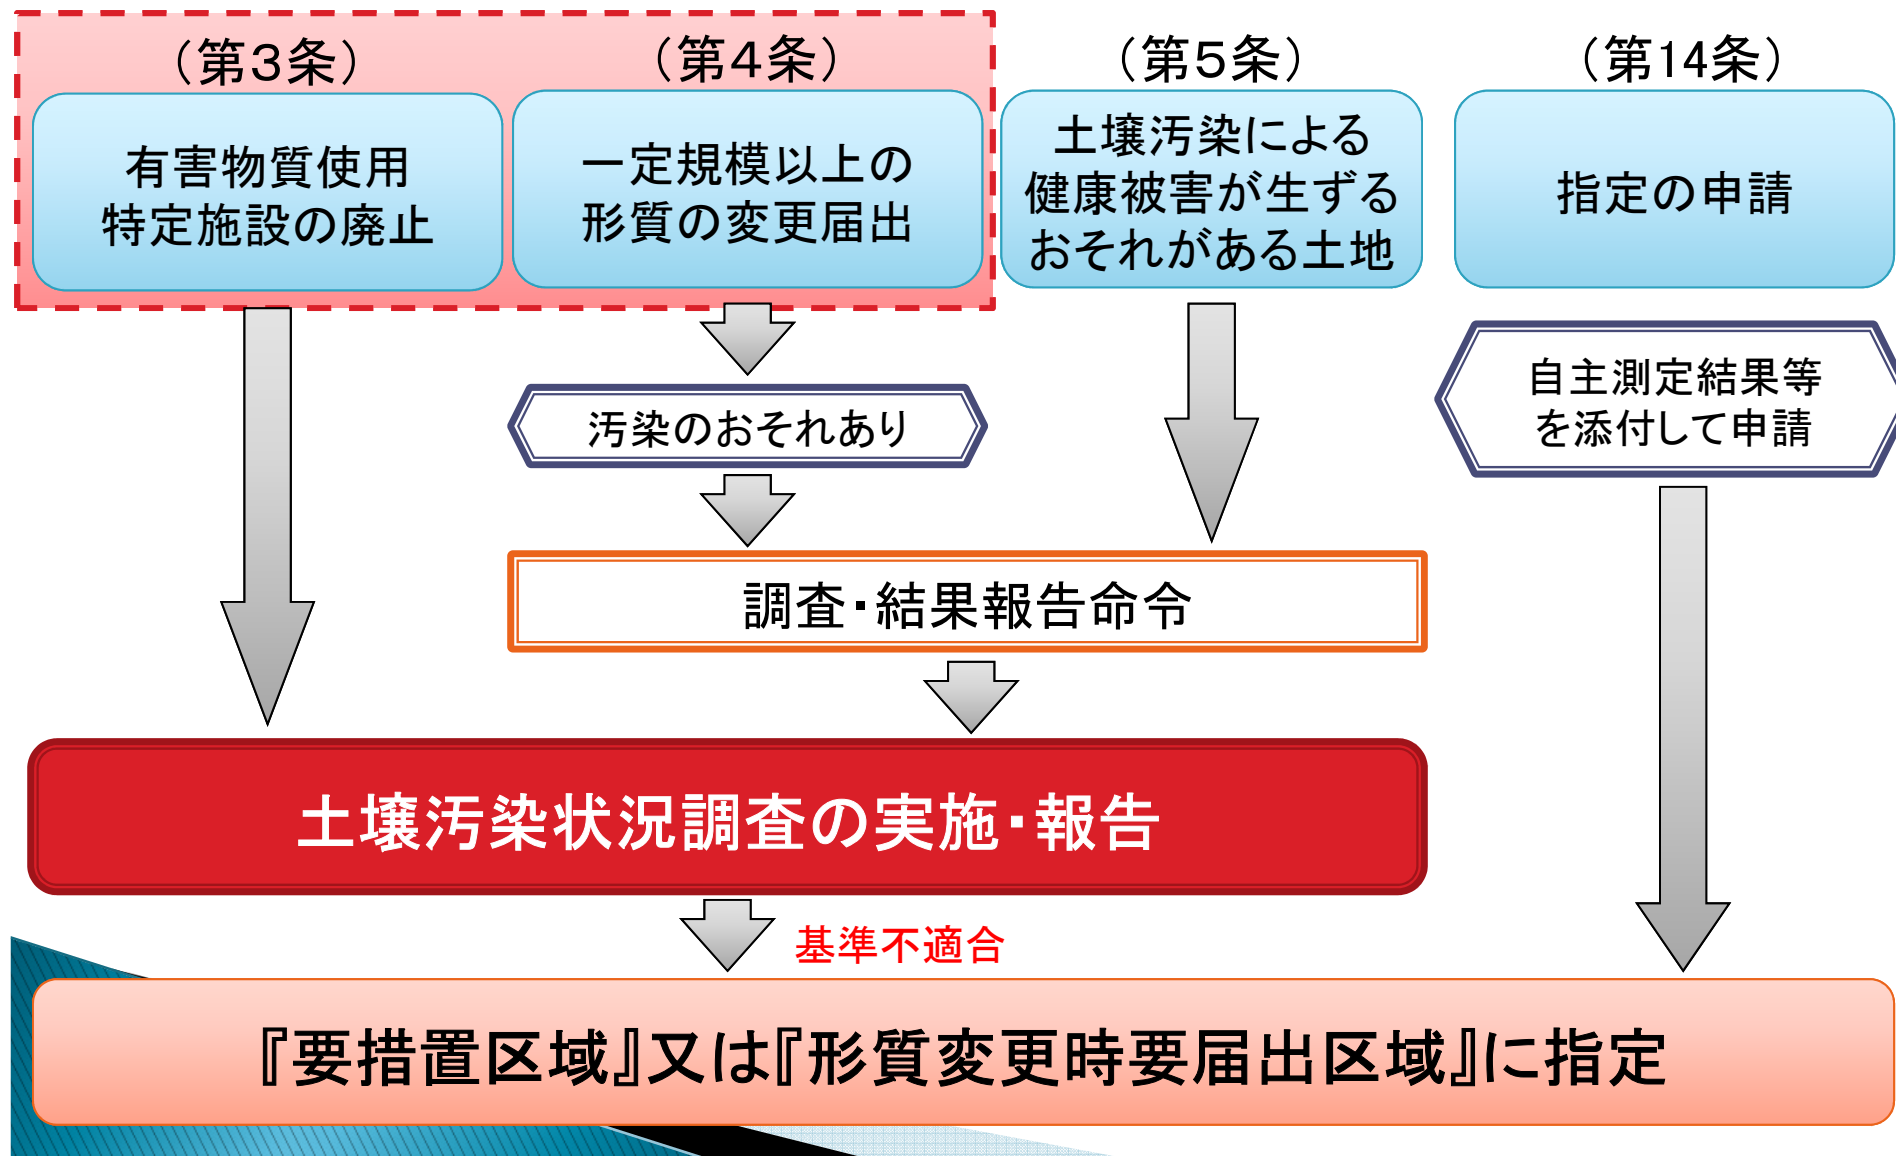 （第３条）
有害物質使用
特定施設の廃止
（第４条）
一定規模以上の
形質の変更届出
（第５条）
土壌汚染による
健康被害が生ずる
おそれがある土地
（第14条）
指定の申請
自主測定結果等
を添付して申請
汚染のおそれあり
調査・結果報告命令
土壌汚染状況調査の実施・報告
基準不適合
『要措置区域』又は『形質変更時要届出区域』に指定